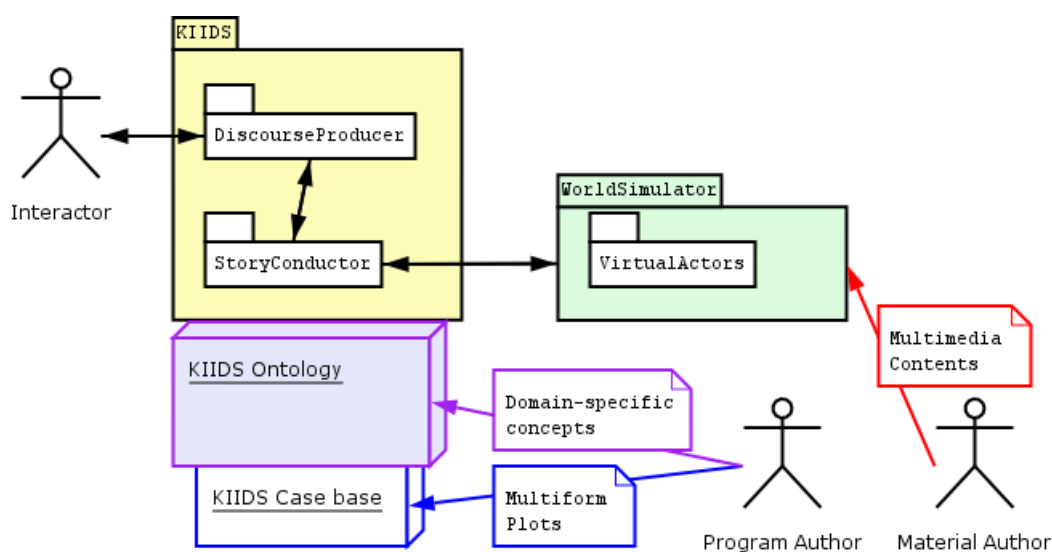 KIIDS
DiscourseProducer
Interactor
WorldSimulator
StoryConductor
VirtualActors
Multimedia
Contents
KIIDS Ontology
Domain-specific
concepts
KIIDS Case base
Multiform
Plots
Program Author
Material Author